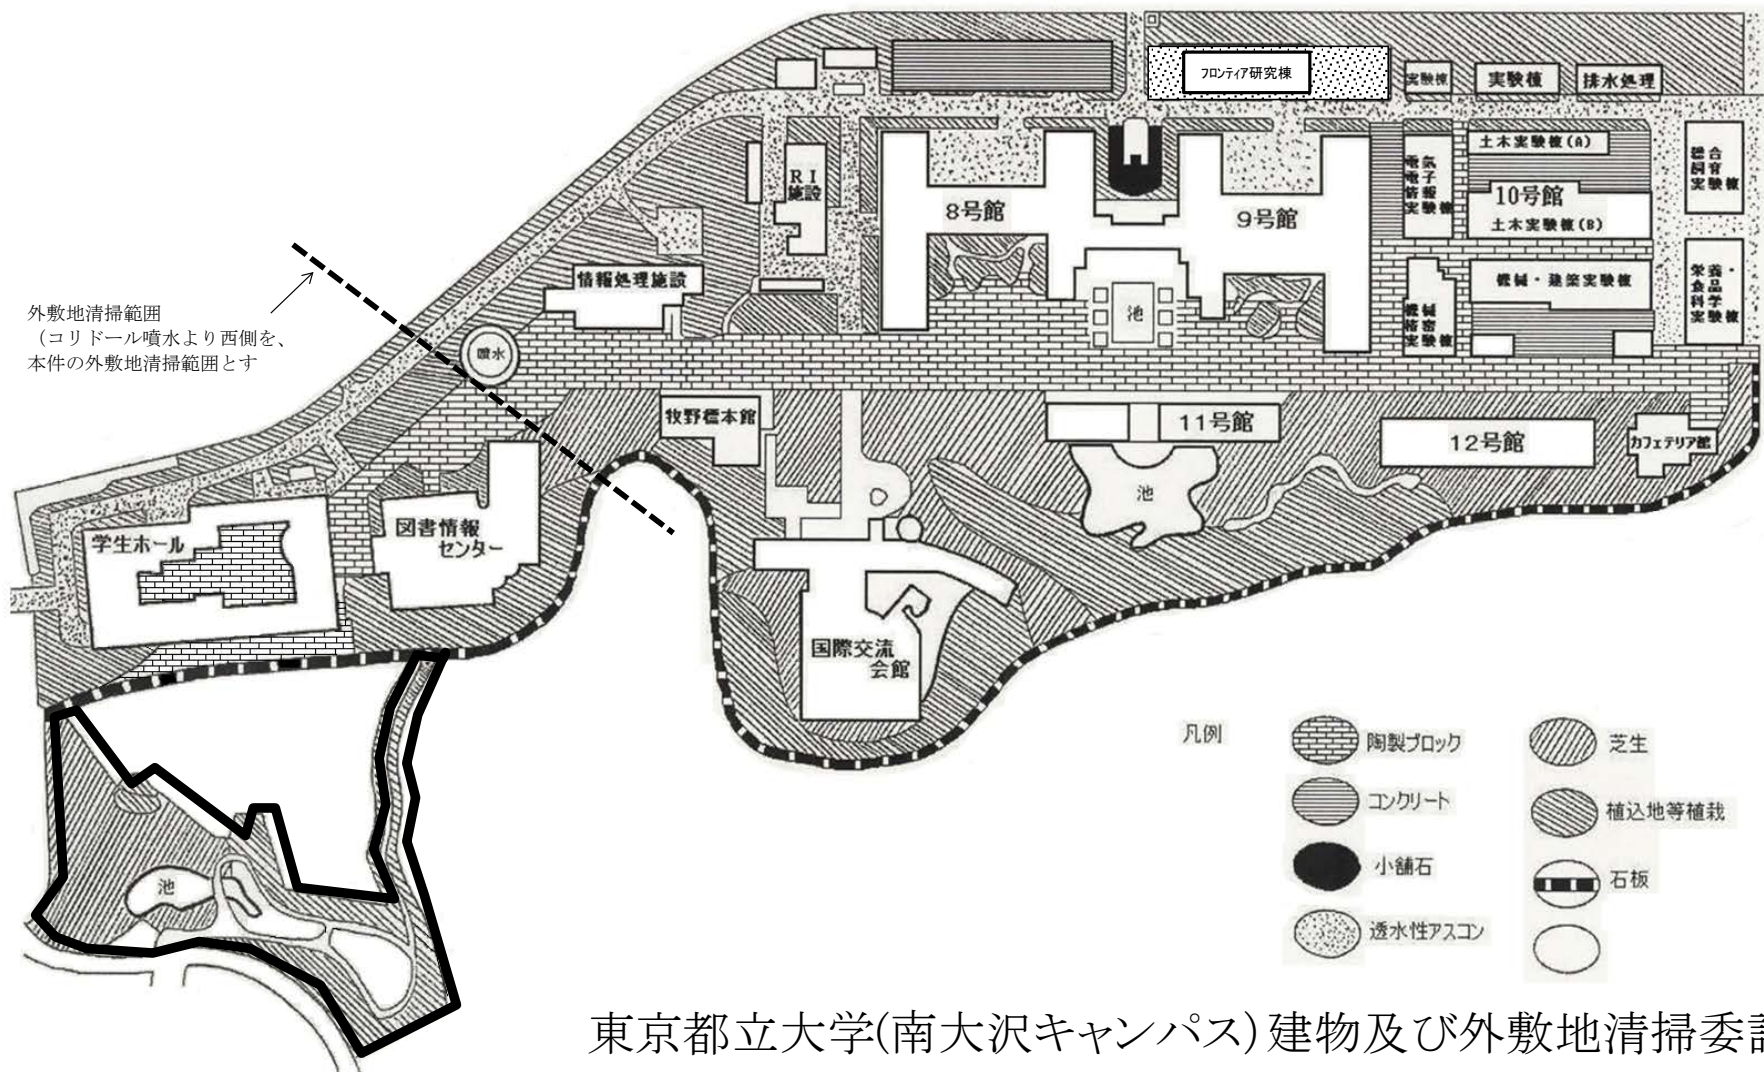 フロンティア研究棟
実験棟
実験棟
排水処理
土木実験棟(A)
電気
電子
情報
実験棟
10号館
土木実験棟(B)
総合
飼育
実験棟
RI
施設
8号館
9号館
外敷地清掃範囲
（コリドール噴水より西側を、
本件の外敷地清掃範囲とす
情報処理施設
池
機械
精密
実験棟
機械・建築実験棟
栄養・
食品
科学
実験棟
噴水
牧野標本館
11号館
12号館
カフェテリア館
池
学生ホール
図書情報
センター
国際交流
会館
池
凡例
陶製ブロック
芝生
コンクリート
植込地等植栽
小舗石
石板
透水性アスコン
東京都立大学(南大沢キャンパス)建物及び外敷地清掃委